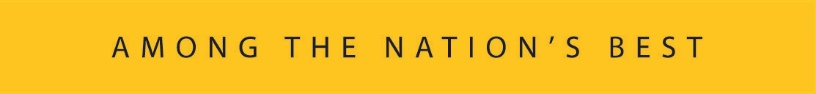 AMONG THE NATION’S BEST